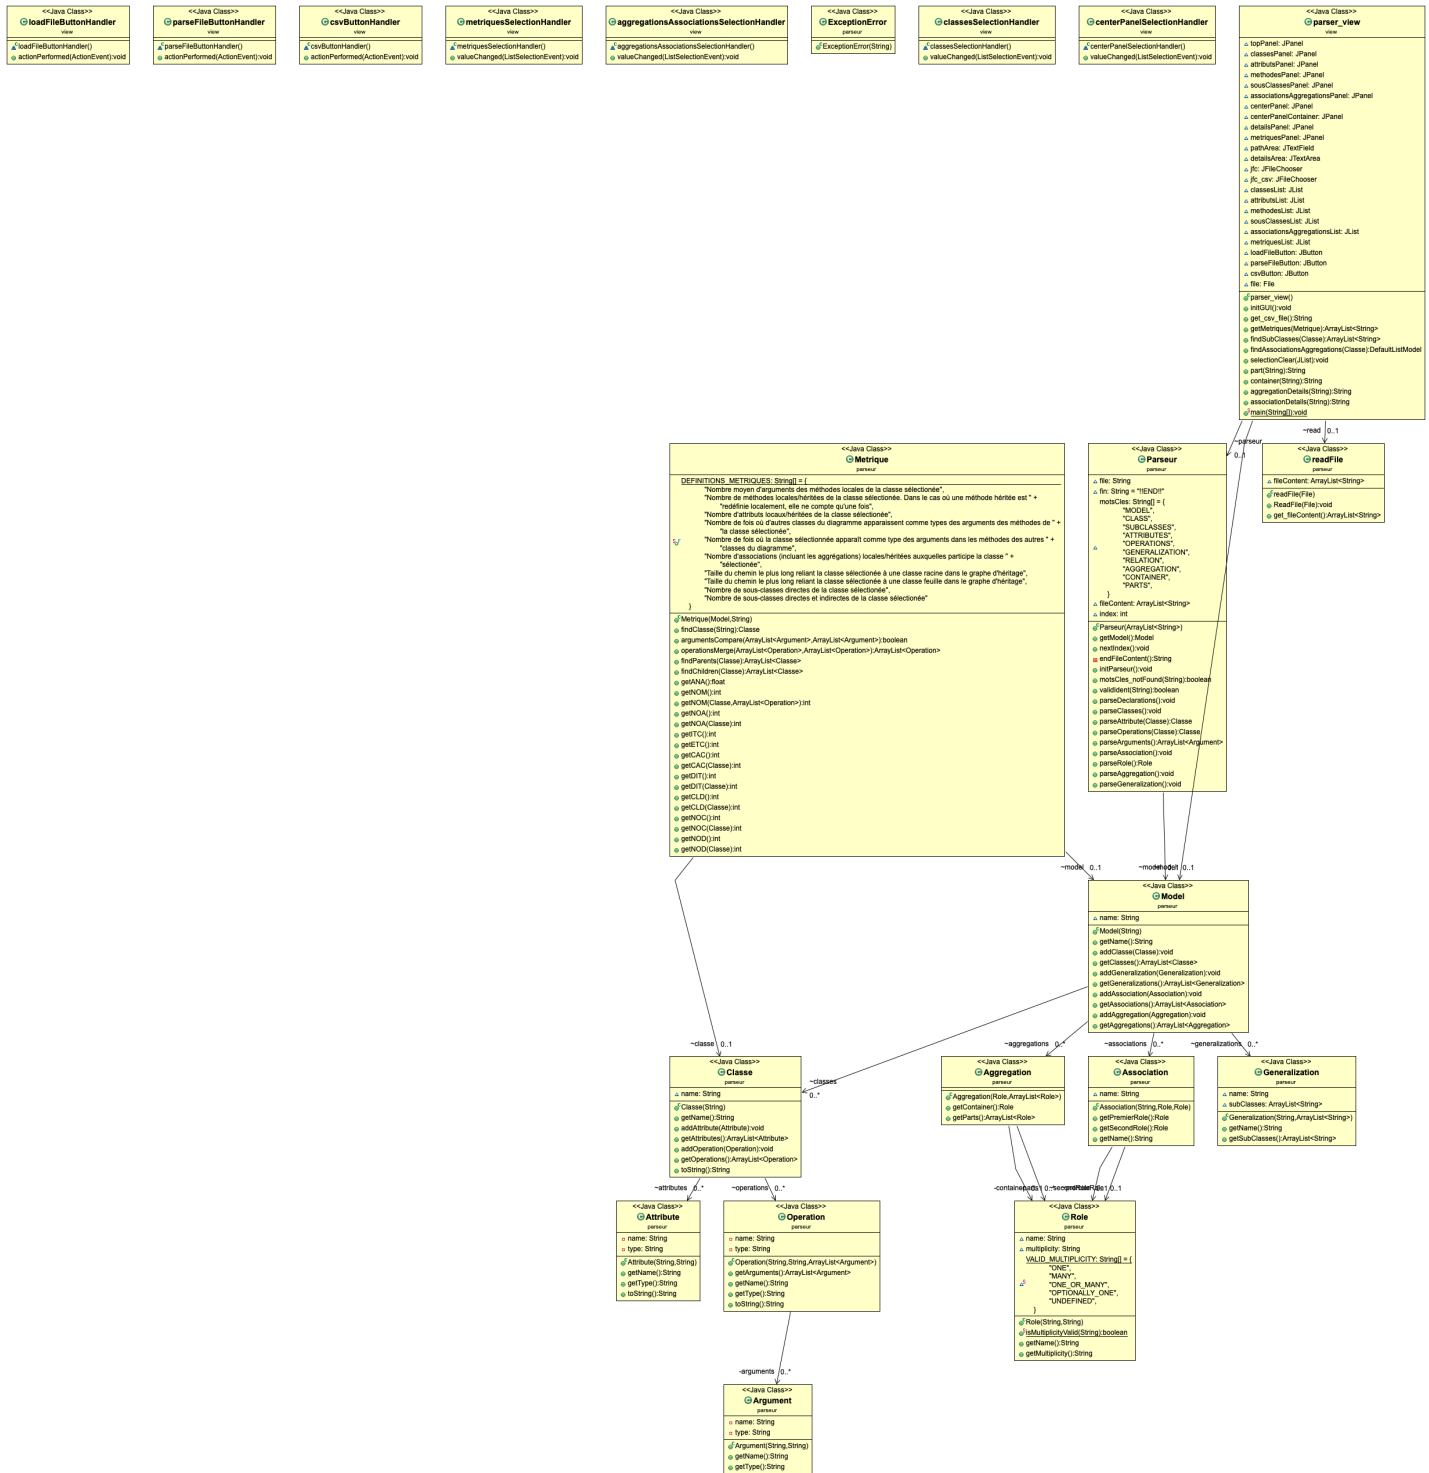 <<Java Class>>
loadFileButtonHandler
view
loadFileButtonHandler()
actionPerformed(ActionEvent):void
<<Java Class>>
parseFileButtonHandler
view
parseFileButtonHandler()
actionPerformed(ActionEvent):void
<<Java Class>>
csvButtonHandler
view
csvButtonHandler()
actionPerformed(ActionEvent):void
<<Java Class>>
metriquesSelectionHandler
view
metriquesSelectionHandler()
valueChanged(ListSelectionEvent):void
<<Java Class>>
aggregationsAssociationsSelectionHandler
view
aggregationsAssociationsSelectionHandler()
valueChanged(ListSelectionEvent):void
<<Java Class>>
ExceptionError
parseur
ExceptionError(String)
<<Java Class>>
classesSelectionHandler
view
classesSelectionHandler()
valueChanged(ListSelectionEvent):void
<<Java Class>>
centerPanelSelectionHandler
view
centerPanelSelectionHandler()
valueChanged(ListSelectionEvent):void
<<Java Class>>
parser_view
view
topPanel: JPanel
classesPanel: JPanel
attributsPanel: JPanel
methodesPanel: JPanel
sousClassesPanel: JPanel
associationsAggregationsPanel: JPanel
centerPanel: JPanel
centerPanelContainer: JPanel
detailsPanel: JPanel
metriquesPanel: JPanel
pathArea: JTextField
detailsArea: JTextArea
jfc: JFileChooser
jfc_csv: JFileChooser
classesList: JList
attributsList: JList
methodesList: JList
sousClassesList: JList
associationsAggregationsList: JList
metriquesList: JList
loadFileButton: JButton
parseFileButton: JButton
csvButton: JButton
file: File
parser_view()
initGUI():void
get_csv_file():String
getMetriques(Metrique):ArrayList<String>
findSubClasses(Classe):ArrayList<String>
findAssociationsAggregations(Classe):DefaultListModel
selectionClear(JList):void
part(String):String
container(String):String
aggregationDetails(String):String
associationDetails(String):String
main(String[]):void
~parseur
0..1
~read 0..1
<<Java Class>>
Metrique
parseur
DEFINITIONS_METRIQUES: String[] = {
"Nombre moyen d'arguments des méthodes locales de la classe sélectionée",
"Nombre de méthodes locales/héritées de la classe sélectionée. Dans le cas où une méthode héritée est " +
"redéfinie localement, elle ne compte qu'une fois",
"Nombre d'attributs locaux/héritées de la classe sélectionée",
"Nombre de fois où d'autres classes du diagramme apparaissent comme types des arguments des méthodes de " +
"la classe sélectionée",
"Nombre de fois où la classe sélectionnée apparaît comme type des arguments dans les méthodes des autres " +
"classes du diagramme",
"Nombre d'associations (incluant les aggrégations) locales/héritées auxquelles participe la classe " +
"sélectionée",
"Taille du chemin le plus long reliant la classe sélectionée à une classe racine dans le graphe d'héritage",
"Taille du chemin le plus long reliant la classe sélectionée à une classe feuille dans le graphe d'héritage",
"Nombre de sous-classes directes de la classe sélectionée",
"Nombre de sous-classes directes et indirectes de la classe sélectionée"
}
Metrique(Model,String)
findClasse(String):Classe
argumentsCompare(ArrayList<Argument>,ArrayList<Argument>):boolean
operationsMerge(ArrayList<Operation>,ArrayList<Operation>):ArrayList<Operation>
findParents(Classe):ArrayList<Classe>
findChildren(Classe):ArrayList<Classe>
getANA():float
getNOM():int
getNOM(Classe,ArrayList<Operation>):int
getNOA():int
getNOA(Classe):int
getITC():int
getETC():int
getCAC():int
getCAC(Classe):int
getDIT():int
getDIT(Classe):int
getCLD():int
getCLD(Classe):int
getNOC():int
getNOC(Classe):int
getNOD():int
getNOD(Classe):int
<<Java Class>>
Parseur
parseur
file: String
fin: String = "!!END!!"
motsCles: String[] = {
"MODEL",
"CLASS",
"SUBCLASSES",
"ATTRIBUTES",
"OPERATIONS",
"GENERALIZATION",
"RELATION",
"AGGREGATION",
"CONTAINER",
"PARTS",
}
fileContent: ArrayList<String>
index: int
Parseur(ArrayList<String>)
getModel():Model
nextIndex():void
endFileContent():String
initParseur():void
motsCles_notFound(String):boolean
validIdent(String):boolean
parseDeclarations():void
parseClasses():void
parseAttribute(Classe):Classe
parseOperations(Classe):Classe
parseArguments():ArrayList<Argument>
parseAssociation():void
parseRole():Role
parseAggregation():void
parseGeneralization():void
<<Java Class>>
readFile
parseur
fileContent: ArrayList<String>
readFile(File)
ReadFile(File):void
get_fileContent():ArrayList<String>
~model 0..1
0..1
<<Java Class>>
Model
parseur
name: String
Model(String)
getName():String
addClasse(Classe):void
getClasses():ArrayList<Classe>
addGeneralization(Generalization):void
getGeneralizations():ArrayList<Generalization>
addAssociation(Association):void
getAssociations():ArrayList<Association>
addAggregation(Aggregation):void
getAggregations():ArrayList<Aggregation>
~classe 0..1
~classes
0..*
~aggregations 0..*
~associations 0..*
~generalizations 0..*
<<Java Class>>
Classe
parseur
name: String
Classe(String)
getName():String
addAttribute(Attribute):void
getAttributes():ArrayList<Attribute>
addOperation(Operation):void
getOperations():ArrayList<Operation>
toString():String
<<Java Class>>
Aggregation
parseur
Aggregation(Role,ArrayList<Role>)
getContainer():Role
getParts():ArrayList<Role>
<<Java Class>>
Association
parseur
name: String
Association(String,Role,Role)
getPremierRole():Role
getSecondRole():Role
getName():String
<<Java Class>>
Generalization
parseur
name: String
subClasses: ArrayList<String>
Generalization(String,ArrayList<String>)
getName():String
getSubClasses():ArrayList<String>
~attributes 0..*
~operations 0..*
0..1
<<Java Class>>
Attribute
parseur
name: String
type: String
Attribute(String,String)
getName():String
getType():String
toString():String
<<Java Class>>
Operation
parseur
name: String
type: String
Operation(String,String,ArrayList<Argument>)
getArguments():ArrayList<Argument>
getName():String
getType():String
toString():String
<<Java Class>>
Role
parseur
name: String
multiplicity: String
VALID_MULTIPLICITY: String[] = {
"ONE",
"MANY",
"ONE_OR_MANY",
"OPTIONALLY_ONE",
"UNDEFINED",
}
Role(String,String)
isMultiplicityValid(String):boolean
getName():String
getMultiplicity():String
-arguments 0..*
<<Java Class>>
Argument
parseur
name: String
type: String
Argument(String,String)
getName():String
getType():String